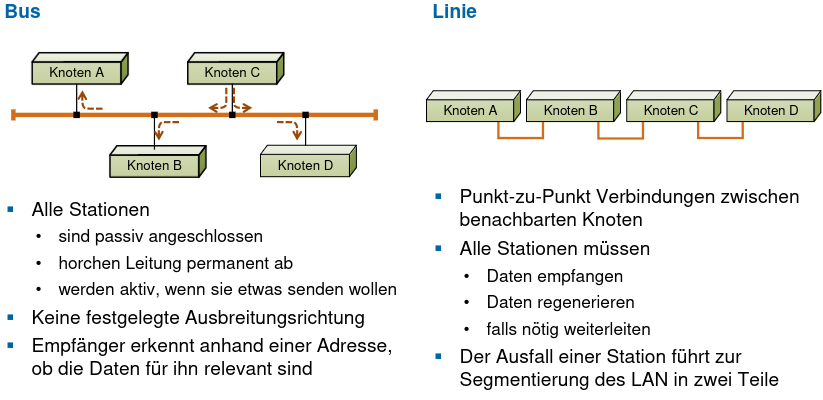 Bus
Knoten A
Knoten C
Knoten B
Knoten D
▪ Alle Stationen
• sind passiv angeschlossen
• horchen Leitung permanent ab
• werden aktiv, wenn sie etwas senden wollen
▪ Keine festgelegte Ausbreitungsrichtung
▪ Empfänger erkennt anhand einer Adresse,
ob die Daten für ihn relevant sind
Linie
Knoten A
Knoten B
Knoten C
Knoten D
▪ Punkt-zu-Punkt Verbindungen zwischen
benachbarten Knoten
▪ Alle Stationen müssen
• Daten empfangen
• Daten regenerieren
• falls nötig weiterleiten
▪ Der Ausfall einer Station führt zur
Segmentierung des LAN in zwei Teile